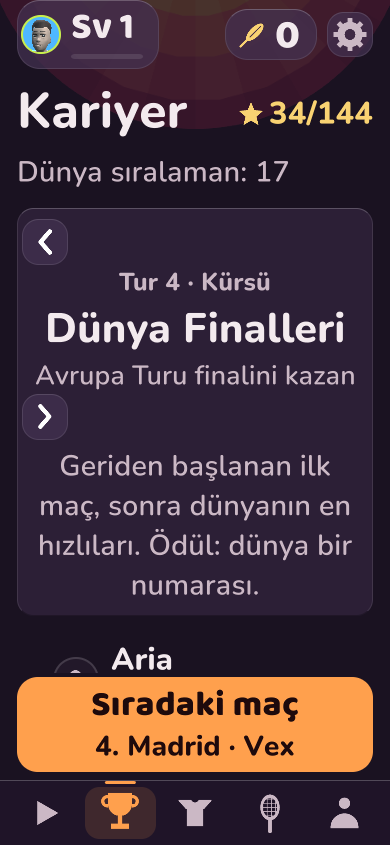 Sv 1
0
Kariyer
34/144
Dünya sıralaman: 17
Tur 4 · Kürsü
Dünya Finalleri
Avrupa Turu finalini kazan
Geriden başlanan ilk
maç, sonra dünyanın en
hızlıları. Ödül: dünya bir
numarası.
Aria
Sıradaki maç
4. Madrid · Vex